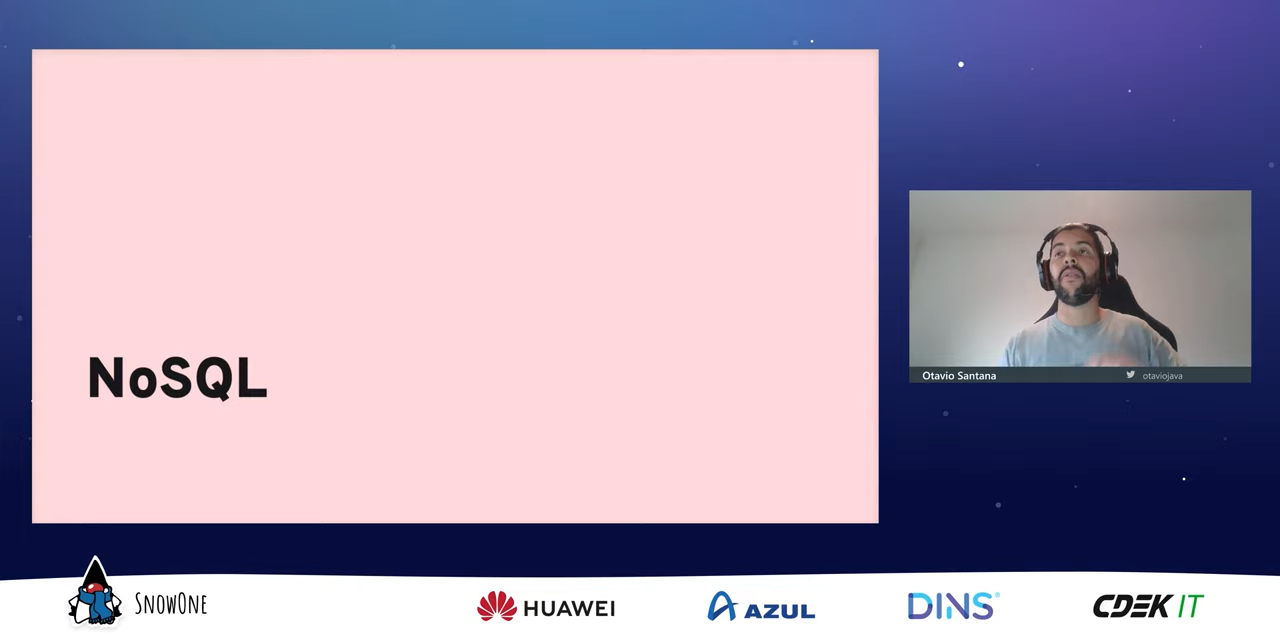 NoSQL
Otavio Santana
otaviojava
SNOWONE
HUAWEI
AZUL
DINS
CDEK IT